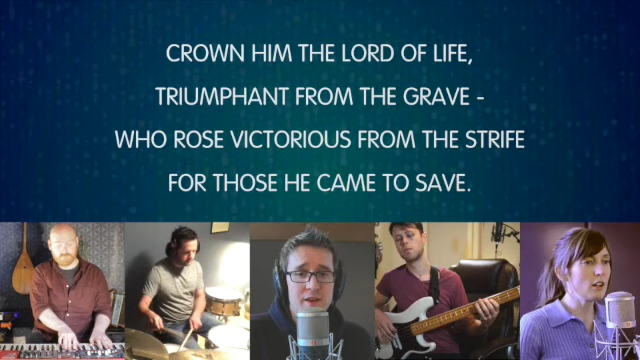 CROWN HIM THE LORD OF LIFE,
TRIUMPHANT FROM THE GRAVE -
WHO ROSE VICTORIOUS FROM THE STRIFE
FOR THOSE HE CAME TO SAVE.